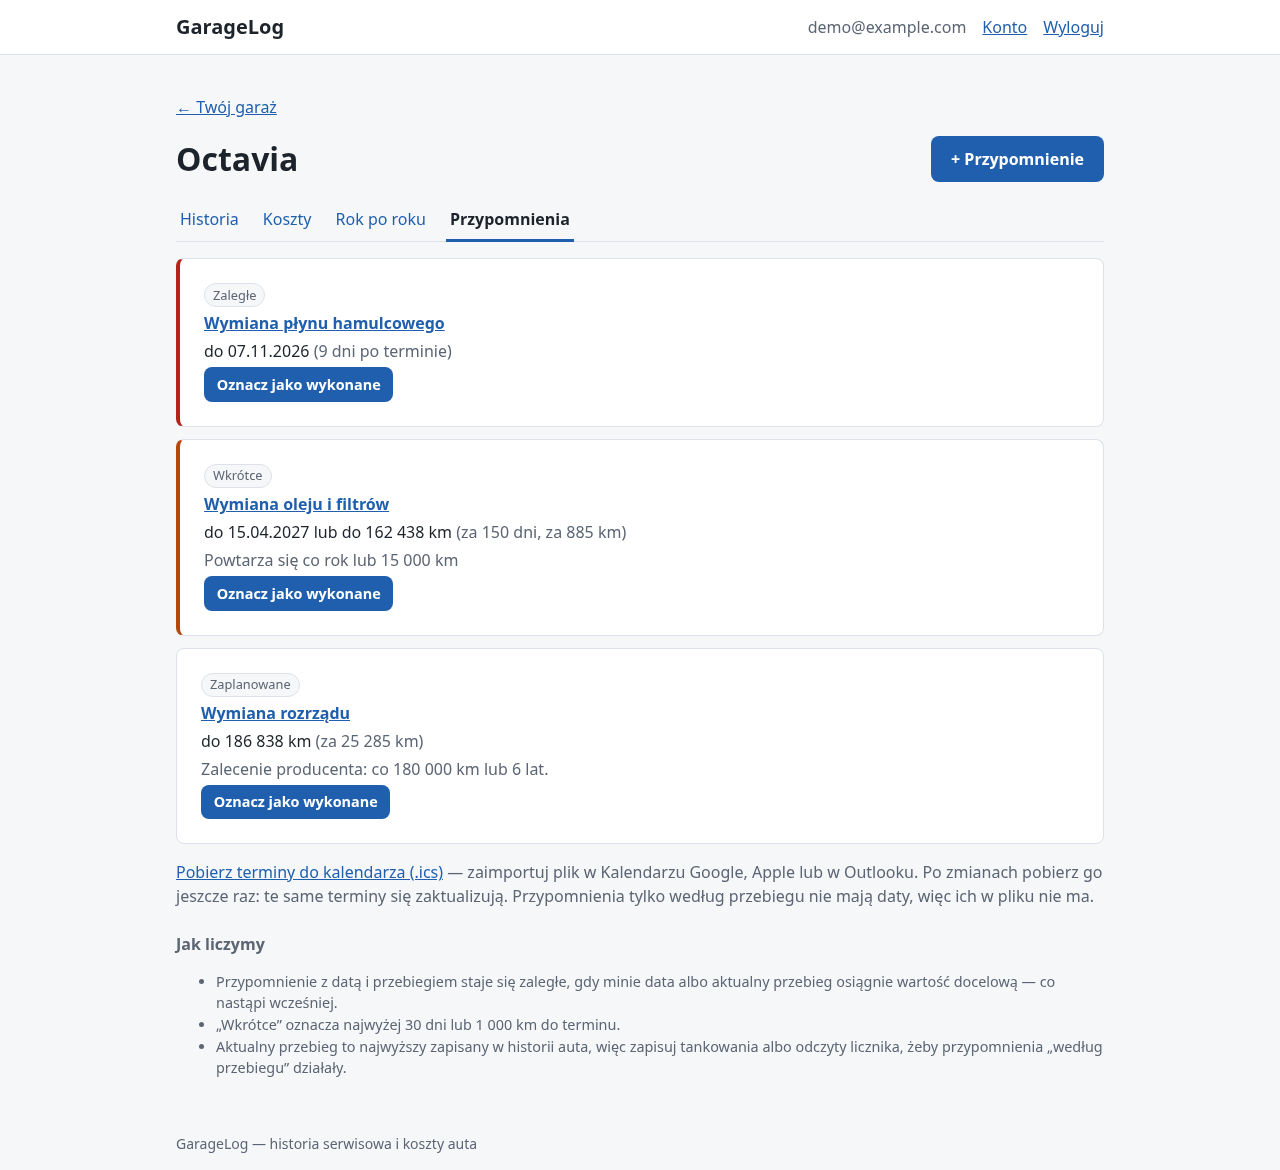 GarageLog
demo@example.com Konto Wyloguj
← Twój garaż
Octavia
+ Przypomnienie
Historia Koszty Rok po roku Przypomnienia
Zaległe
Wymiana płynu hamulcowego
do 07.11.2026 (9 dni po terminie)
Oznacz jako wykonane
Wkrótce
Wymiana oleju i filtrów
do 15.04.2027 lub do 162 438 km (za 150 dni, za 885 km)
Powtarza się co rok lub 15 000 km
Oznacz jako wykonane
Zaplanowane
Wymiana rozrządu
do 186 838 km (za 25 285 km)
Zalecenie producenta: co 180 000 km lub 6 lat.
Oznacz jako wykonane
Pobierz terminy do kalendarza (.ics) — zaimportuj plik w Kalendarzu Google, Apple lub w Outlooku. Po zmianach pobierz go
jeszcze raz: te same terminy się zaktualizują. Przypomnienia tylko według przebiegu nie mają daty, więc ich w pliku nie ma.
Jak liczymy
• Przypomnienie z datą i przebiegiem staje się zaległe, gdy minie data albo aktualny przebieg osiągnie wartość docelową — co
nastąpi wcześniej.
• „Wkrótce” oznacza najwyżej 30 dni lub 1 000 km do terminu.
• Aktualny przebieg to najwyższy zapisany w historii auta, więc zapisuj tankowania albo odczyty licznika, żeby przypomnienia „według
przebiegu” działały.
GarageLog — historia serwisowa i koszty auta